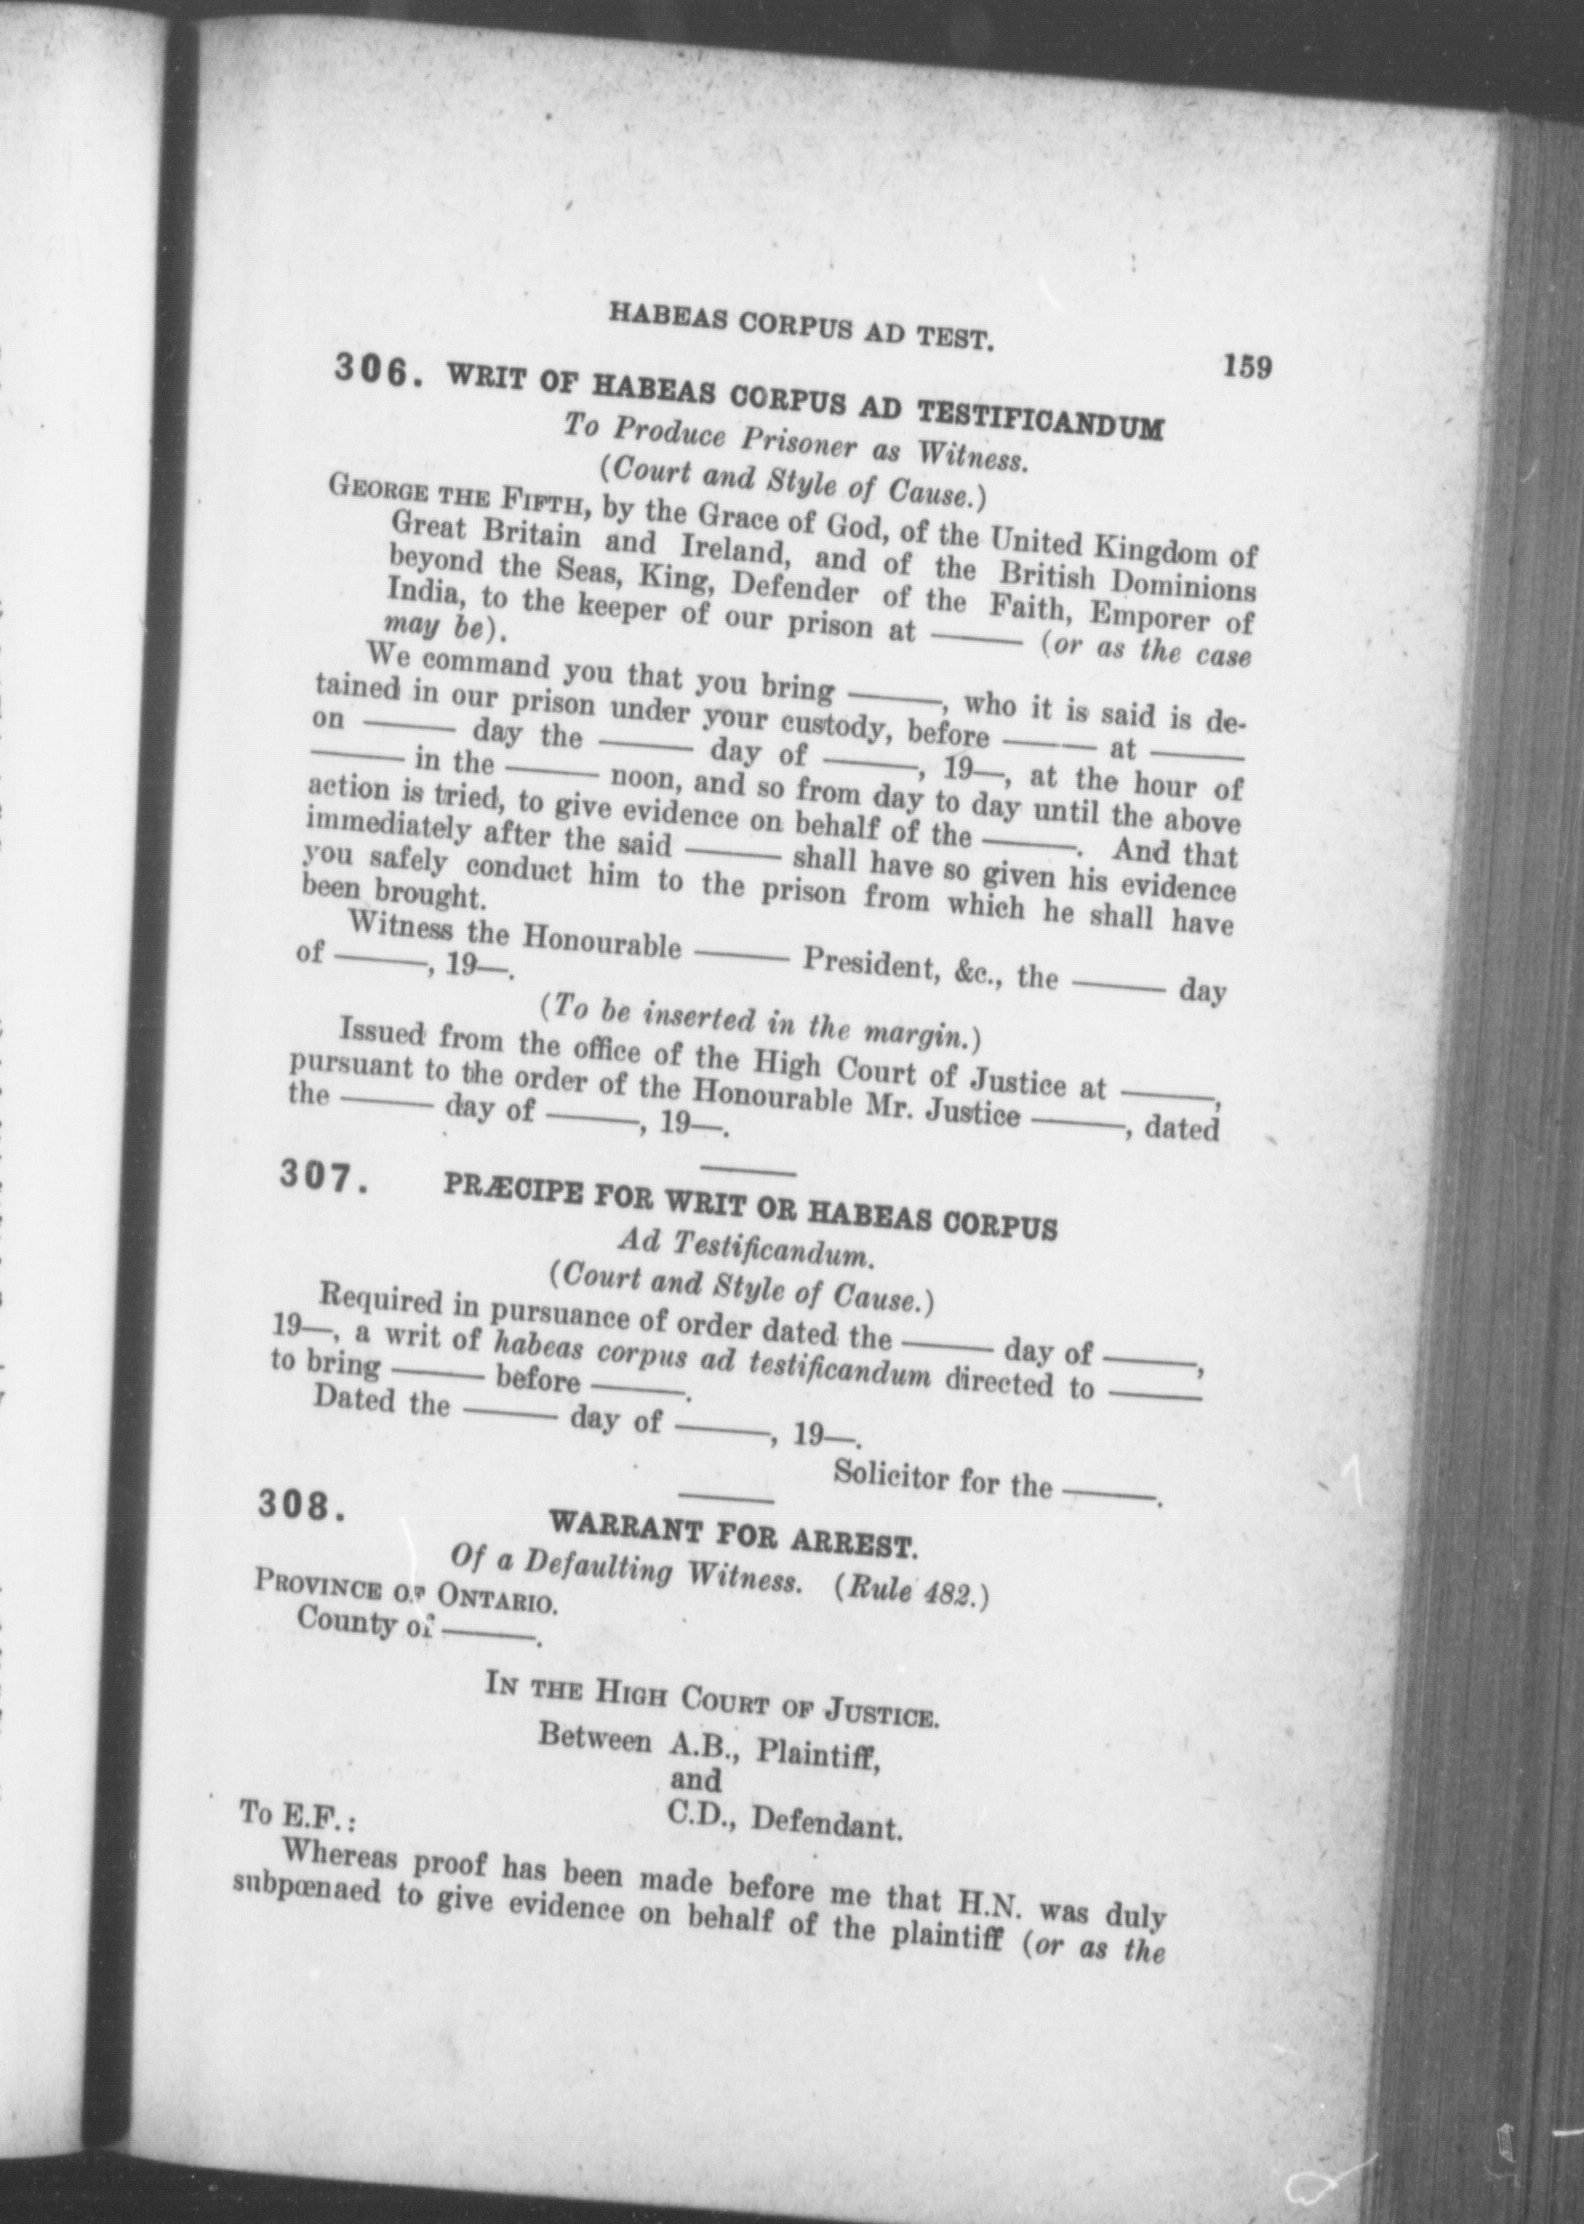 HABEAS CORPUS AD TEST.
159
306. WRIT OF HABEAS CORPUS AD TESTIFICANDUM
To Produce Prisoner as Witness.
(Court and Style of Cause.)
GEORGE THE FIFTH, by the Grace of God, of the United Kingdom of
Great Britain and Ireland, and of the British Dominions
beyond the Seas, King, Defender of the Faith, Emporer of
India, to the keeper of our prison at —— (or as the case
may be).
We command you that you bring ——, who it is said is de-
tained in our prison under your custody, before —— at ——
on —— day the —— day of ——, 19—, at the hour of
—— in the —— noon, and so from day to day until the above
action is tried, to give evidence on behalf of the ——. And that
immediately after the said —— shall have so given his evidence
you safely conduct him to the prison from which he shall have
been brought.
Witness the Honourable —— President, &c., the —— day
of ——, 19—.
(To be inserted in the margin.)
Issued from the office of the High Court of Justice at ——,
pursuant to the order of the Honourable Mr. Justice ——, dated
the —— day of ——, 19—.
307. PRÆCIPE FOR WRIT OR HABEAS CORPUS
Ad Testificandum.
(Court and Style of Cause.)
Required in pursuance of order dated the —— day of ——,
19—, a writ of habeas corpus ad testificandum directed to ——
to bring —— before ——.
Dated the —— day of ——, 19—.
Solicitor for the ——.
308. WARRANT FOR ARREST.
Of a Defaulting Witness. (Rule 482.)
PROVINCE OF ONTARIO.
County of ——.
IN THE HIGH COURT OF JUSTICE.
Between A.B., Plaintiff,
and
C.D., Defendant.
To E.F.:
Whereas proof has been made before me that H.N. was duly
subpœnaed to give evidence on behalf of the plaintiff (or as the